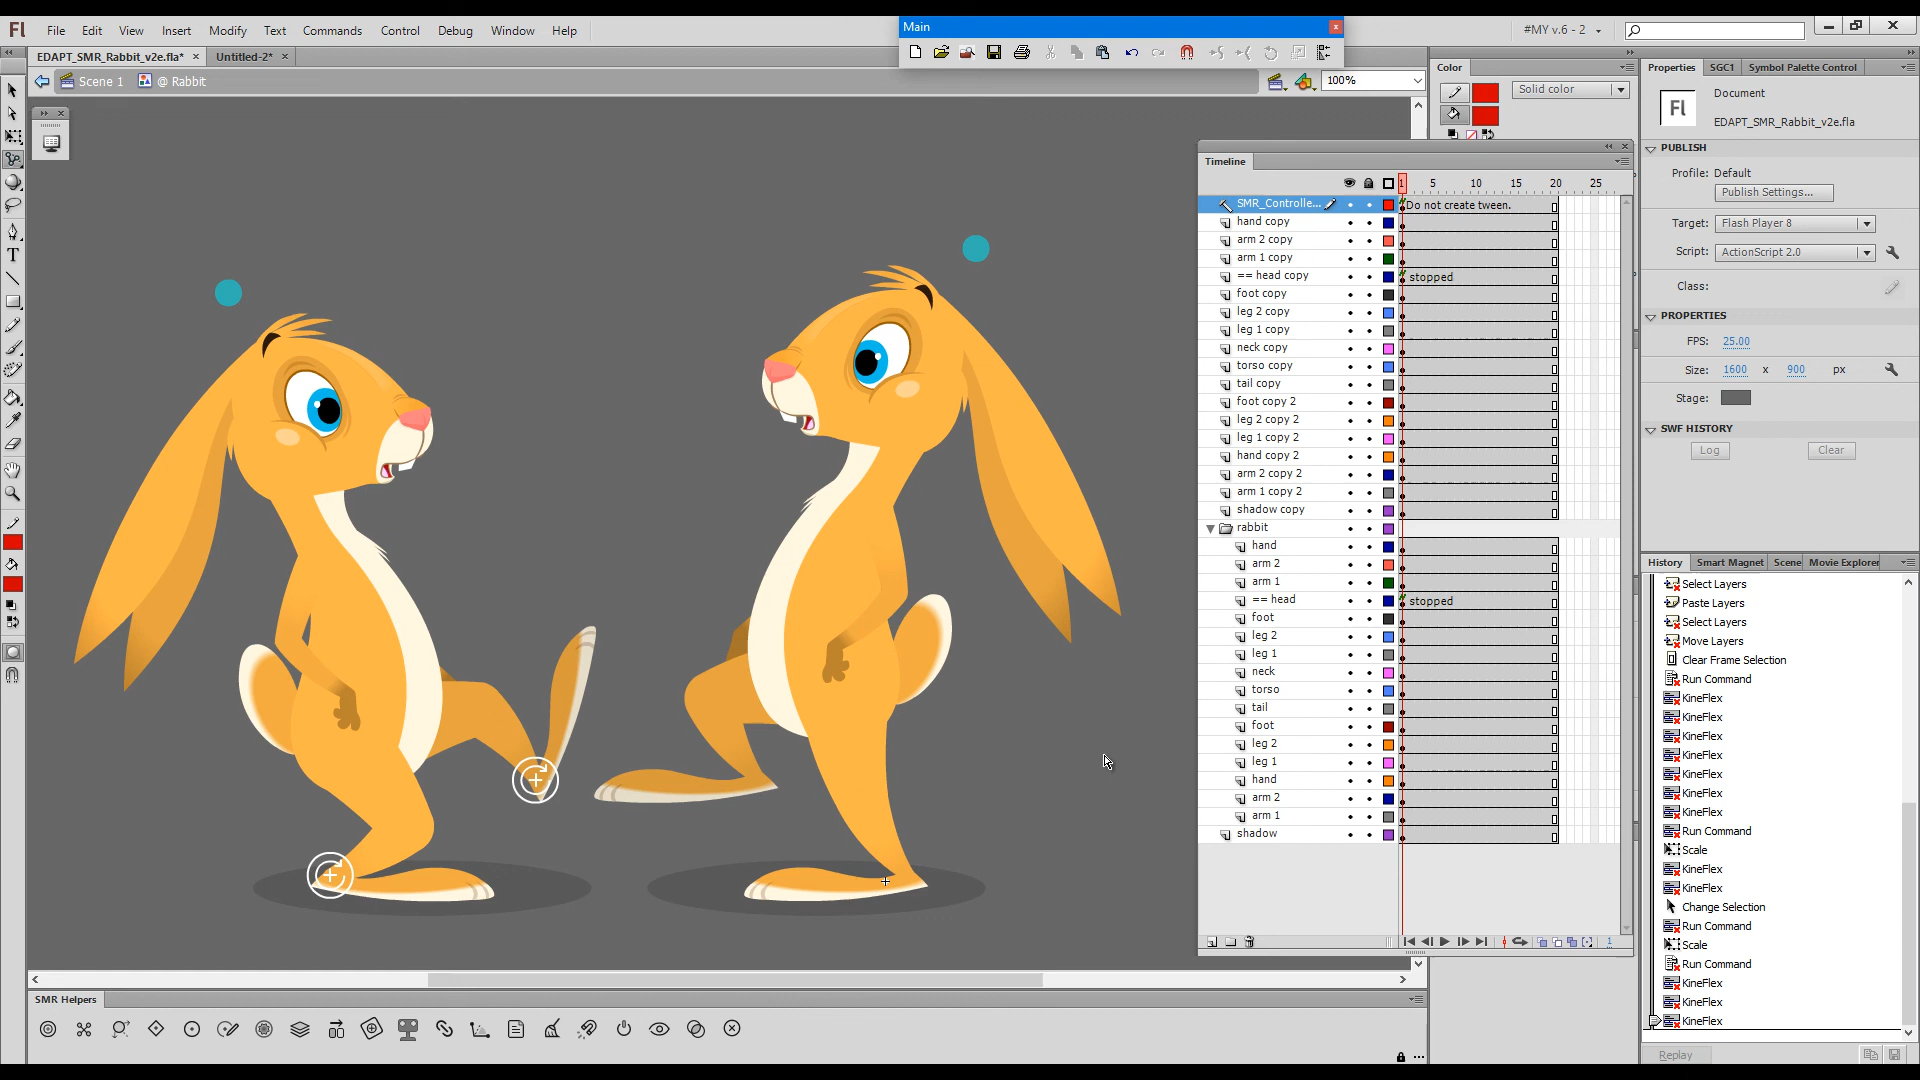 Main
Fl File Edit View Insert Modify Text Commands Control Debug Window Help
#MY v.6 - 2
EDAPT_SMR_Rabbit_v2e.fla* Untitled-2*
Scene 1 @ Rabbit
100%
Color
Solid color
Properties SGC1 Symbol Palette Control
Fl
Document
EDAPT_SMR_Rabbit_v2e.fla
PUBLISH
Profile: Default
Publish Settings...
Target: Flash Player 8
Script: ActionScript 2.0
Class:
PROPERTIES
FPS: 25.00
Size: 1600 x 900 px
Stage:
SWF HISTORY
Log Clear
Timeline
1 5 10 15 20 25
SMR_Controlle... Do not create tween.
hand copy
arm 2 copy
arm 1 copy
== head copy stopped
foot copy
leg 2 copy
leg 1 copy
neck copy
torso copy
tail copy
foot copy 2
leg 2 copy 2
leg 1 copy 2
hand copy 2
arm 2 copy 2
arm 1 copy 2
shadow copy
rabbit
hand
arm 2
arm 1
== head stopped
foot
leg 2
leg 1
neck
torso
tail
foot
leg 2
leg 1
hand
arm 2
arm 1
shadow
1
History Smart Magnet Scene Movie Explorer
Select Layers
Paste Layers
Select Layers
Move Layers
Clear Frame Selection
Run Command
KineFlex
KineFlex
KineFlex
KineFlex
KineFlex
KineFlex
KineFlex
Run Command
Scale
KineFlex
KineFlex
Change Selection
Run Command
Scale
Run Command
KineFlex
KineFlex
KineFlex
Replay
SMR Helpers